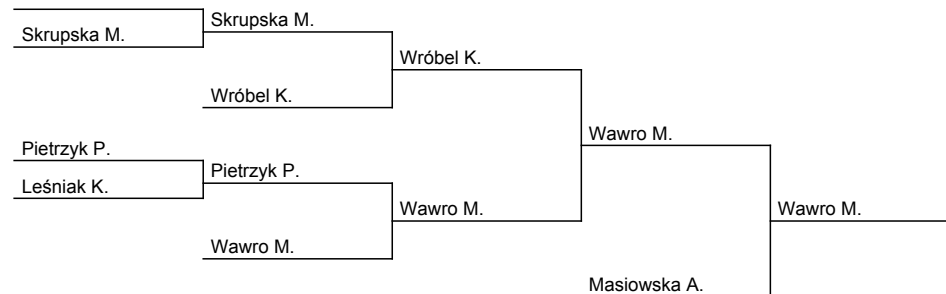 Skrupska M.
Skrupska M.
Wróbel K.
Wróbel K.
Pietrzyk P.
Leśniak K.
Pietrzyk P.
Wawro M.
Wawro M.
Wawro M.
Masiowska A.
Wawro M.